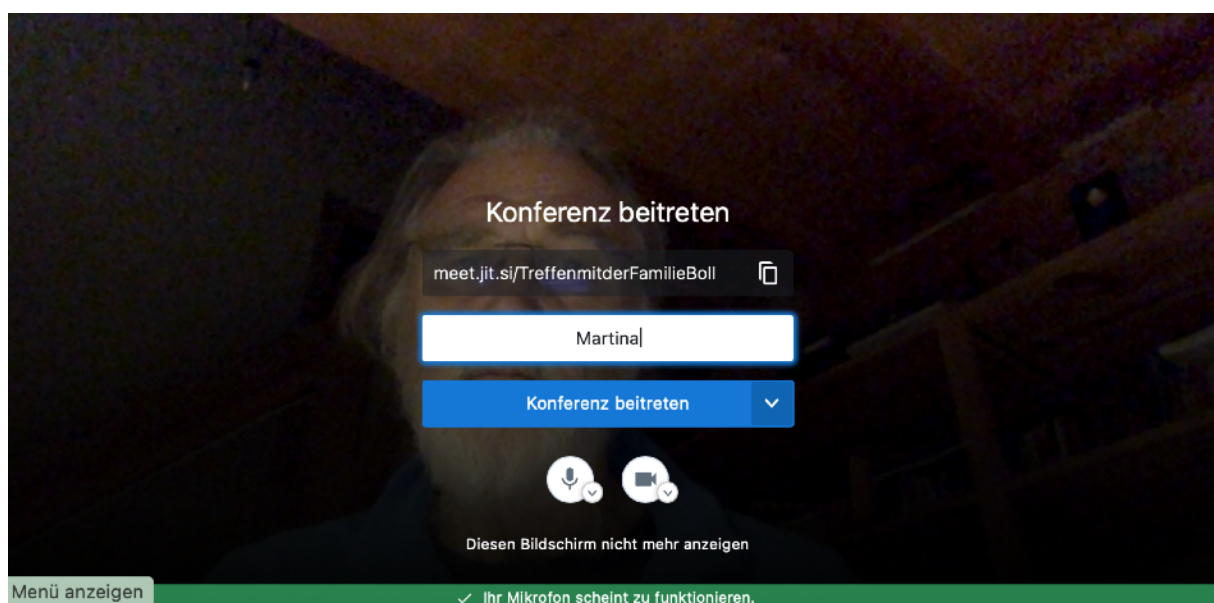 Konferenz beitreten
meet.jit.si/TreffenmitderFamilieBoll
Martina
Konferenz beitreten
Diesen Bildschirm nicht mehr anzeigen
Menü anzeigen
Ihr Mikrofon scheint zu funktionieren.